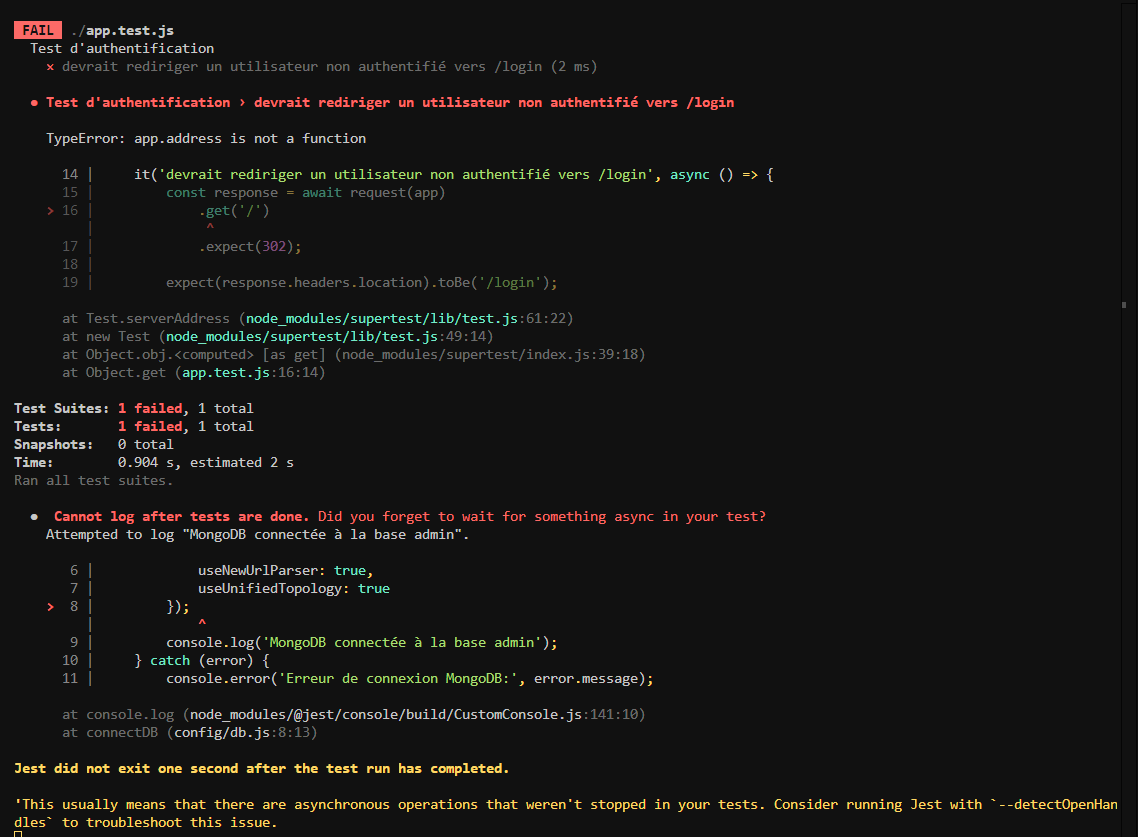 FAIL ./app.test.js
Test d'authentification
× devrait rediriger un utilisateur non authentifié vers /login (2 ms)
● Test d'authentification › devrait rediriger un utilisateur non authentifié vers /login
TypeError: app.address is not a function
14 |     it('devrait rediriger un utilisateur non authentifié vers /login', async () => {
15 |         const response = await request(app)
> 16 |             .get('/')
|              ^
17 |             .expect(302);
18 |
19 |         expect(response.headers.location).toBe('/login');
at Test.serverAddress (node_modules/supertest/lib/test.js:61:22)
at new Test (node_modules/supertest/lib/test.js:49:14)
at Object.obj.<computed> [as get] (node_modules/supertest/index.js:39:18)
at Object.get (app.test.js:16:14)
Test Suites: 1 failed, 1 total
Tests:       1 failed, 1 total
Snapshots:   0 total
Time:        0.904 s, estimated 2 s
Ran all test suites.
● Cannot log after tests are done. Did you forget to wait for something async in your test?
Attempted to log "MongoDB connectée à la base admin".
6 |             useNewUrlParser: true,
7 |             useUnifiedTopology: true
> 8 |         });
|             ^
9 |         console.log('MongoDB connectée à la base admin');
10 |     } catch (error) {
11 |         console.error('Erreur de connexion MongoDB:', error.message);
at console.log (node_modules/@jest/console/build/CustomConsole.js:141:10)
at connectDB (config/db.js:8:13)
Jest did not exit one second after the test run has completed.
'This usually means that there are asynchronous operations that weren't stopped in your tests. Consider running Jest with `--detectOpenHan
dles` to troubleshoot this issue.